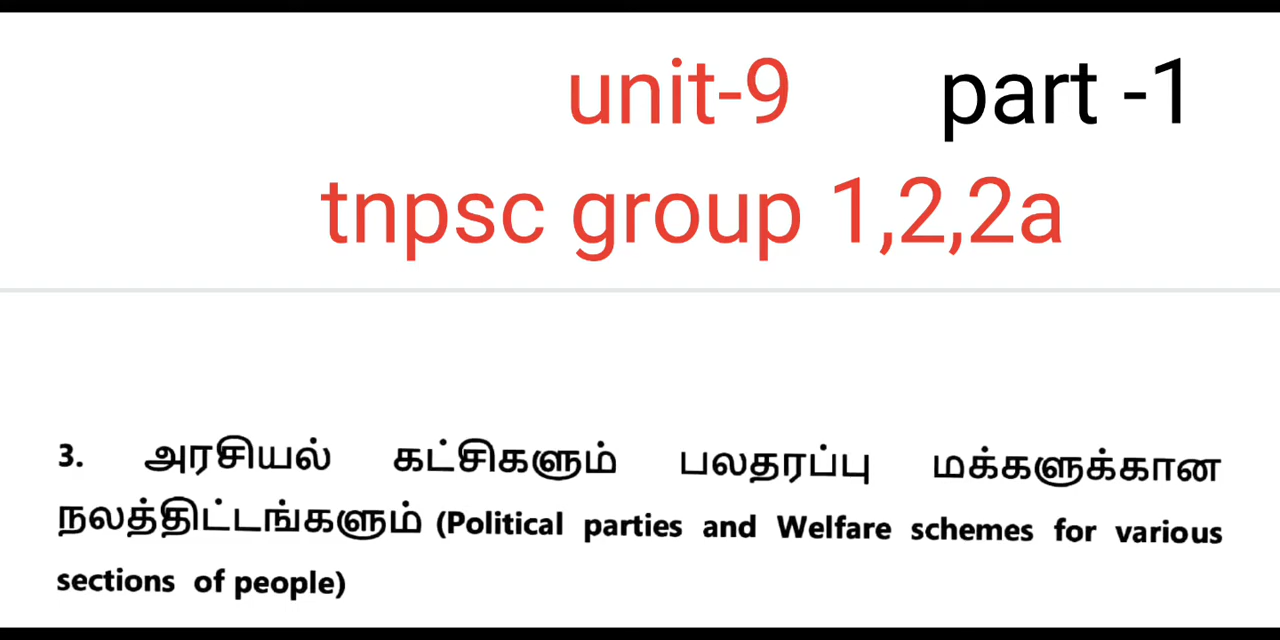 unit-9 part -1
tnpsc group 1,2,2a
3. அரசியல் கட்சிகளும் பலதரப்பு மக்களுக்கான
நலத்திட்டங்களும் (Political parties and Welfare schemes for various
sections of people)